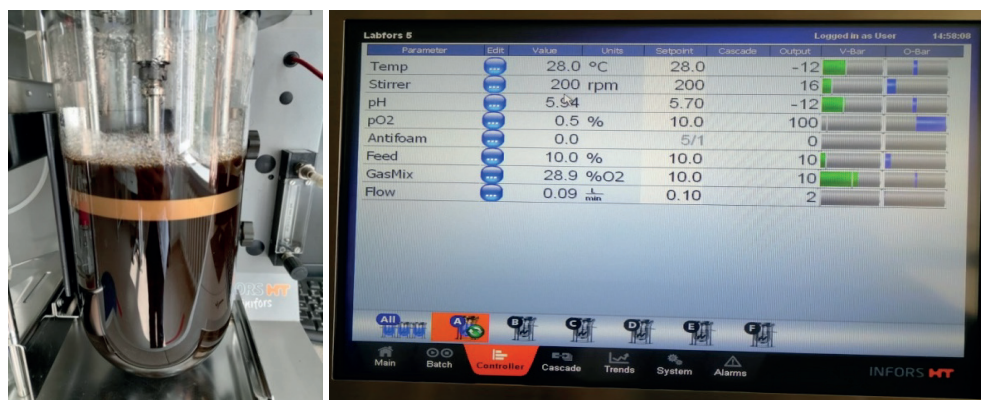 Labfors 5
Logged in as User 14:58:08
Parameter Edit Value Units Setpoint Cascade Output V-Bar O-Bar
Temp 28.0 °C 28.0 -12
Stirrer 200 rpm 200 16
pH 5.94 5.70 -12
pO2 0.5 % 10.0 100
Antifoam 0.0 5/1 0
Feed 10.0 % 10.0 10
GasMix 28.9 %O2 10.0 10
Flow 0.09 L/min 0.10 2
All A B C D E F
Main Batch Controller Cascade Trends System Alarms
INFORS HT
HT